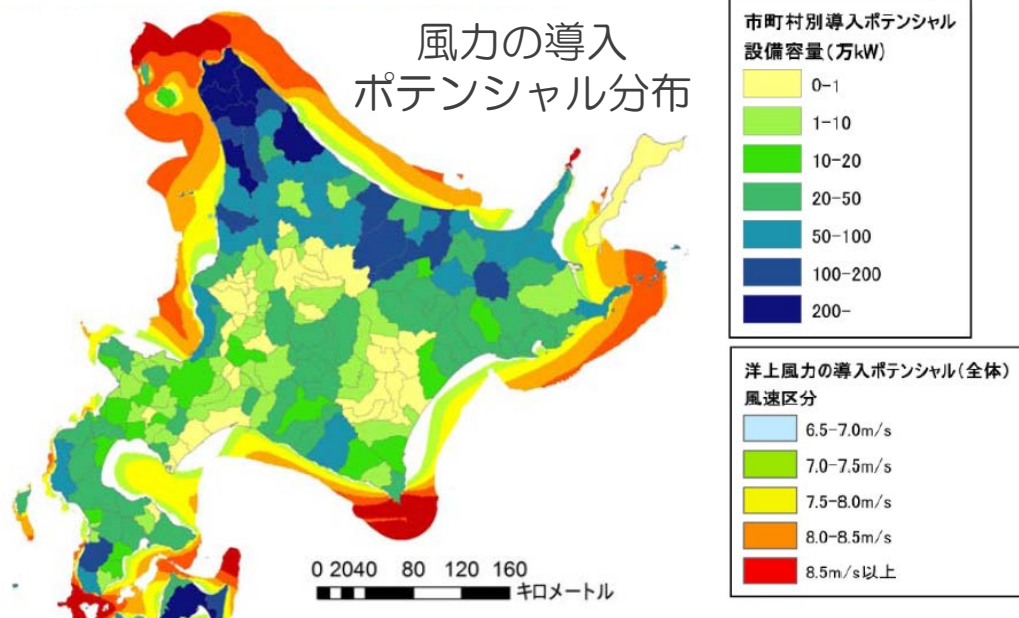 風力の導入
ポテンシャル分布
市町村別導入ポテンシャル
設備容量(万kW)
0-1
1-10
10-20
20-50
50-100
100-200
200-
洋上風力の導入ポテンシャル(全体)
風速区分
6.5-7.0m/s
7.0-7.5m/s
7.5-8.0m/s
8.0-8.5m/s
8.5m/s以上
0 2040 80 120 160
キロメートル